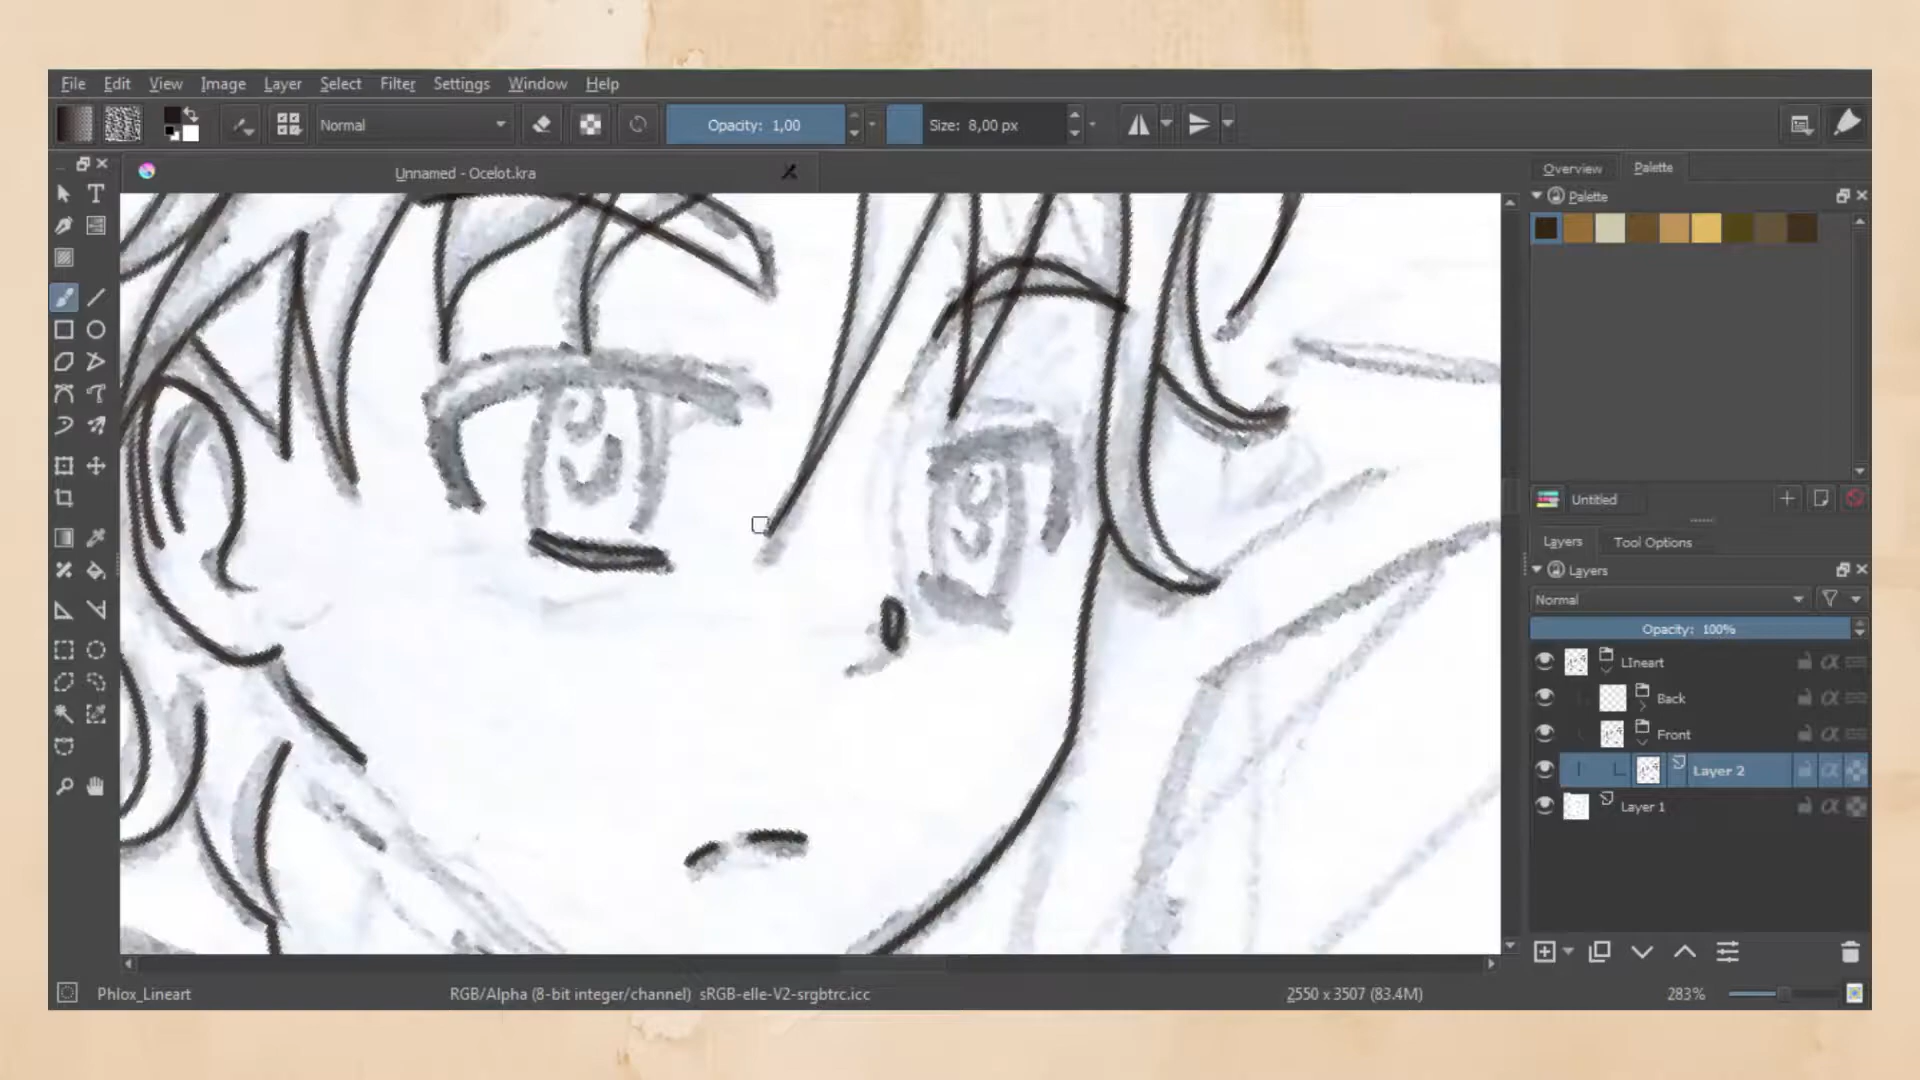 File Edit View Image Layer Select Filter Settings Window Help
Normal Opacity: 1,00 Size: 8,00 px
Unnamed - Ocelot.kra
Overview Palette
Palette
Untitled
Layers Tool Options
Layers
Normal
Opacity: 100%
LIneart
Back
Front
Layer 2
Layer 1
Phlox_Lineart RGB/Alpha (8-bit integer/channel) sRGB-elle-V2-srgbtrc.icc 2550 x 3507 (83.4M) 283%